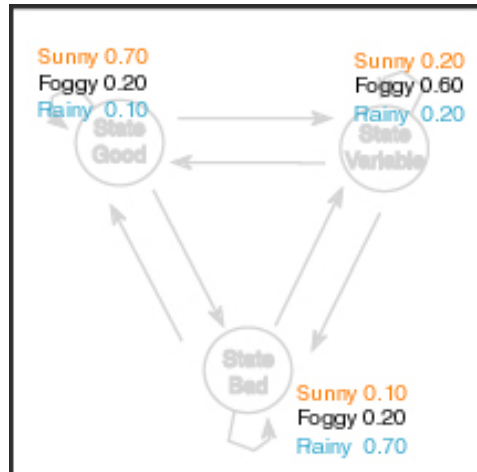 Sunny 0.70
Foggy 0.20
Rainy 0.10
State
Good
Sunny 0.20
Foggy 0.60
Rainy 0.20
State
Variable
State
Bad
Sunny 0.10
Foggy 0.20
Rainy 0.70